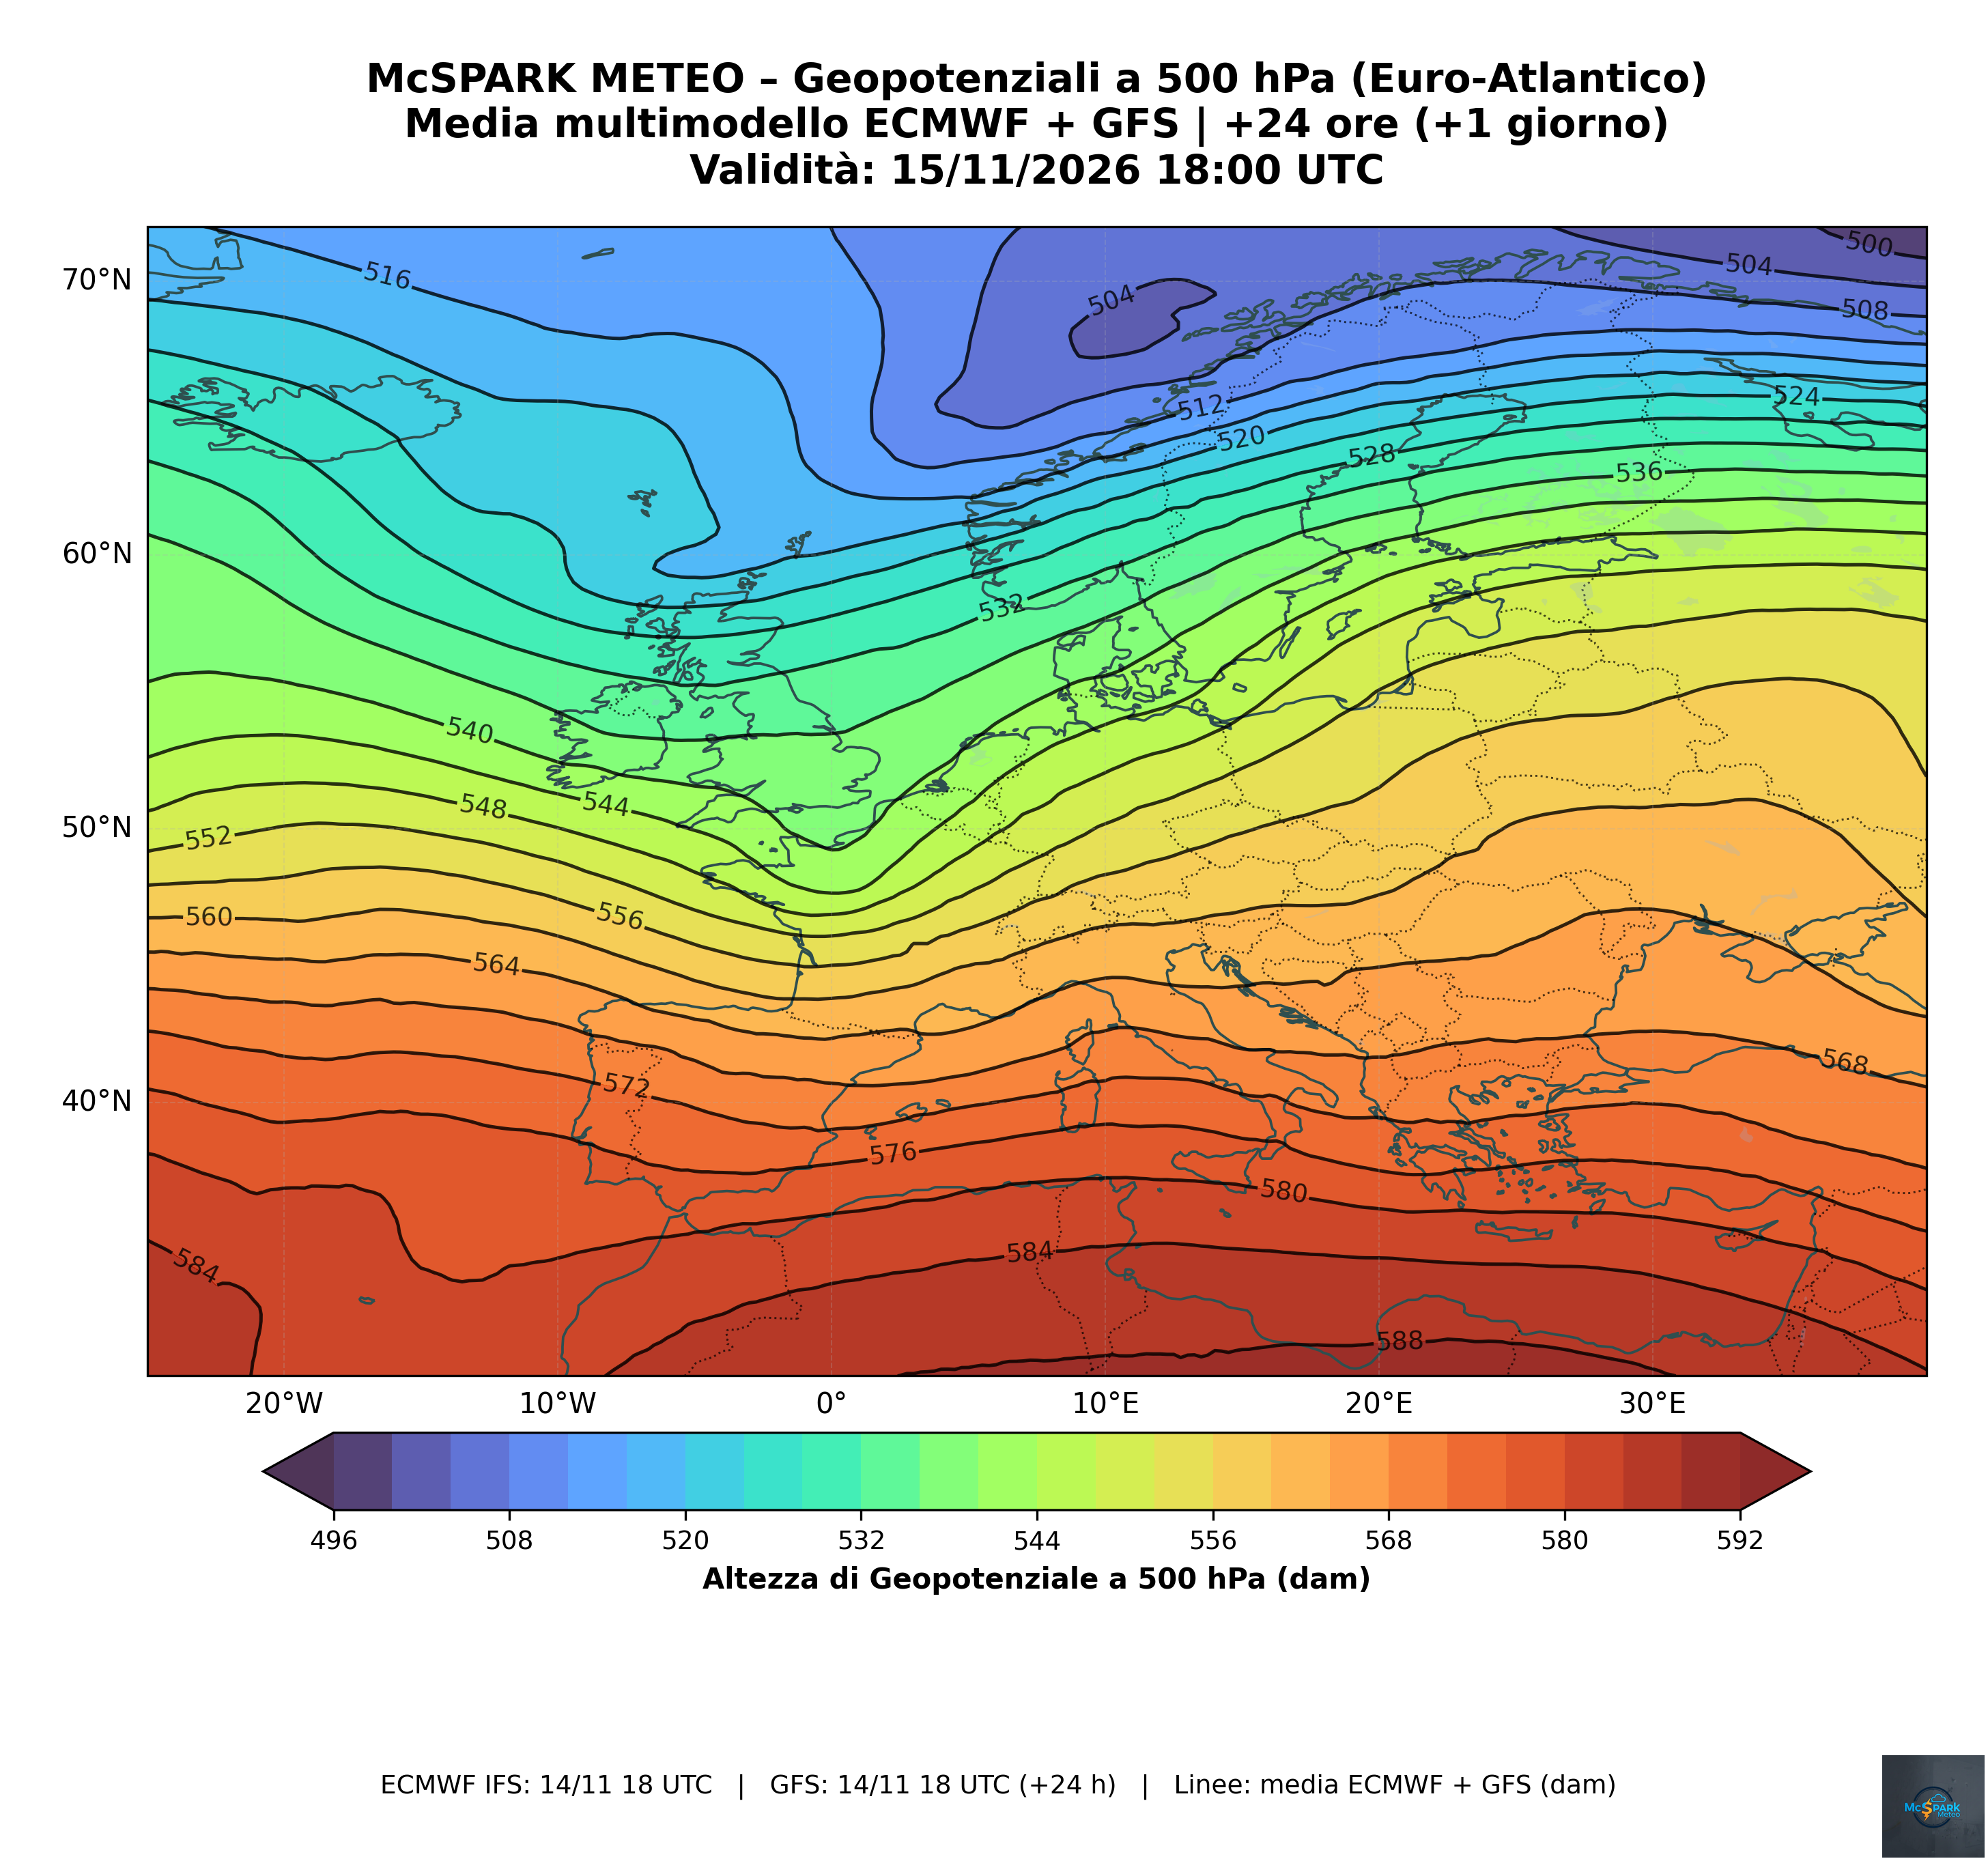 McSPARK METEO – Geopotenziali a 500 hPa (Euro-Atlantico)
Media multimodello ECMWF + GFS | +24 ore (+1 giorno)
Validità: 15/11/2026 18:00 UTC
500
504
516
504
508
512
524
520
528
536
532
540
544
548
552
556
560
564
568
572
576
580
584
584
588
70°N
60°N
50°N
40°N
20°W
10°W
0°
10°E
20°E
30°E
496
508
520
532
544
556
568
580
592
Altezza di Geopotenziale a 500 hPa (dam)
ECMWF IFS: 14/11 18 UTC | GFS: 14/11 18 UTC (+24 h) | Linee: media ECMWF + GFS (dam)
McSPARK
Meteo